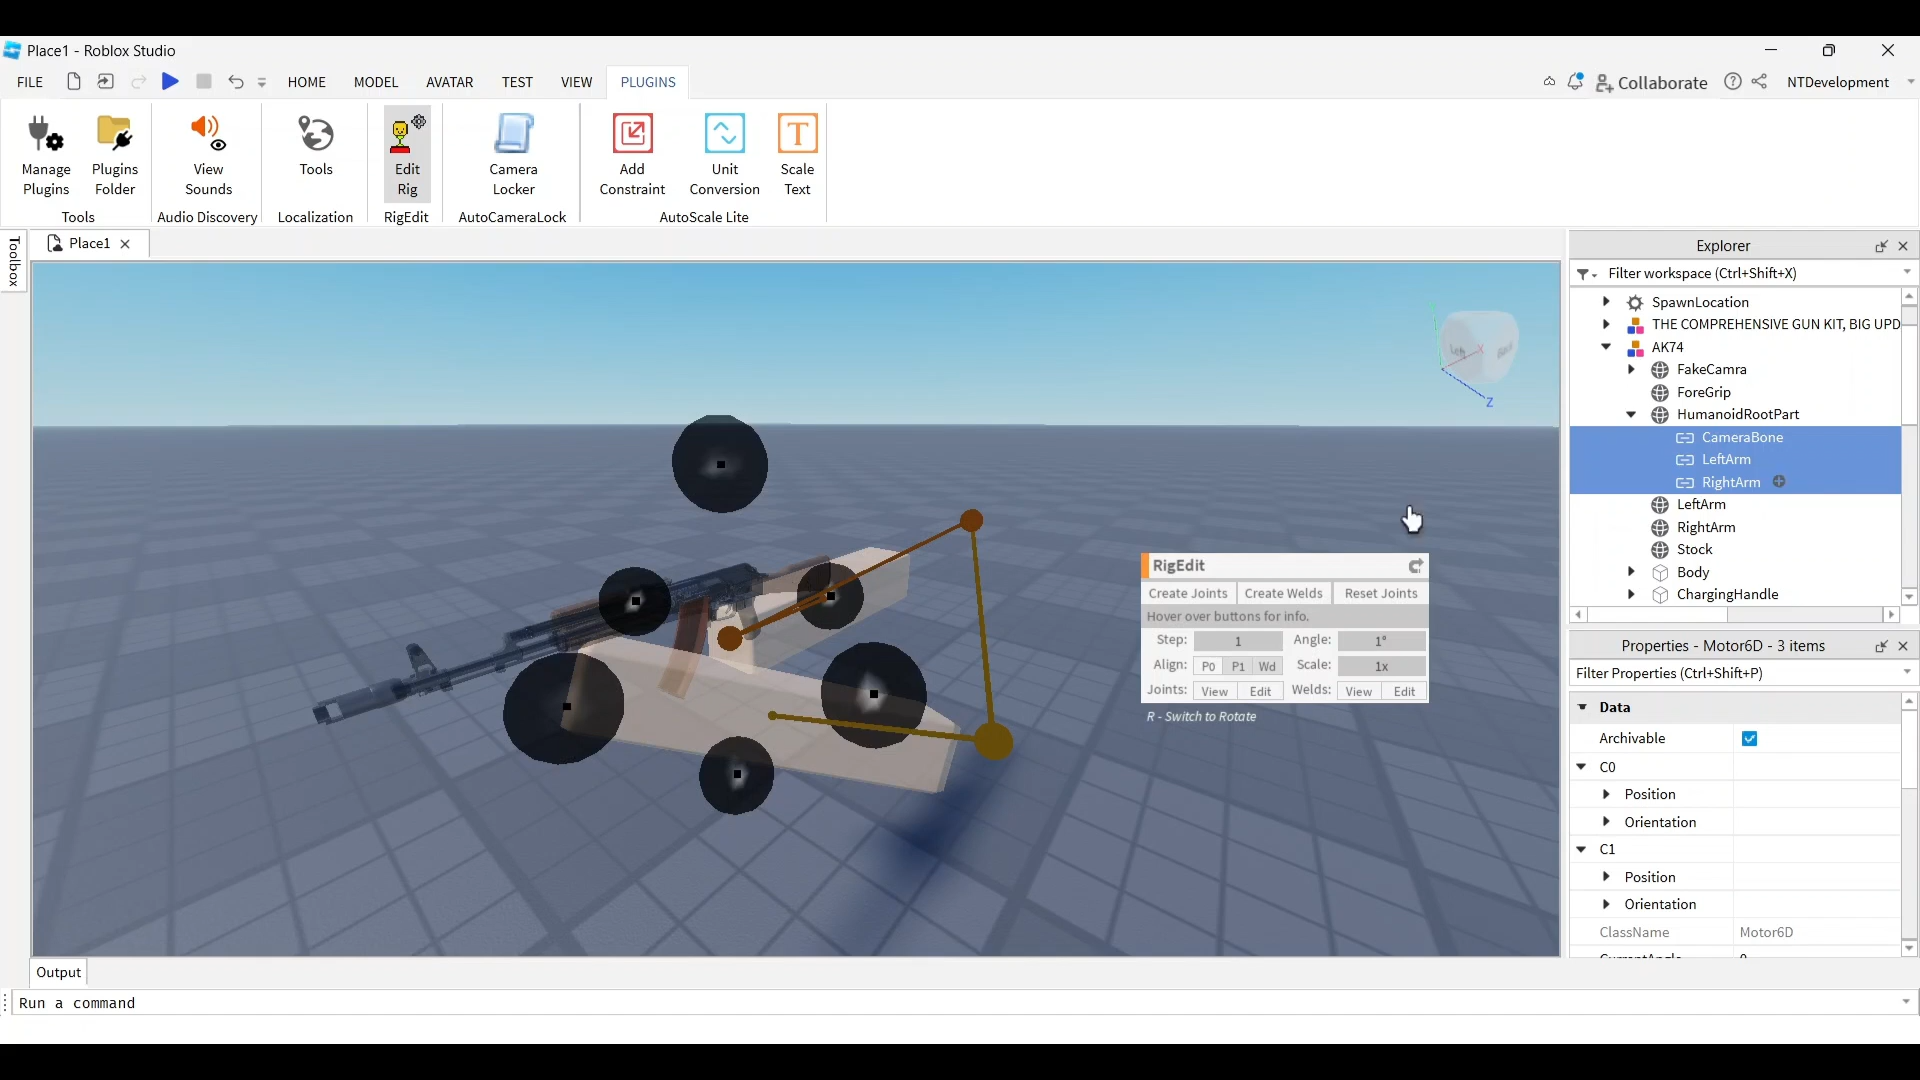 Place1 - Roblox Studio
FILE HOME MODEL AVATAR TEST VIEW PLUGINS Collaborate NTDevelopment
Manage Plugins
Plugins Folder
View Sounds
Tools
Edit Rig
Camera Locker
Add Constraint
Unit Conversion
Scale Text
Tools Audio Discovery Localization RigEdit AutoCameraLock AutoScale Lite
Toolbox
Place1
Explorer
Filter workspace (Ctrl+Shift+X)
SpawnLocation
THE COMPREHENSIVE GUN KIT, BIG UPD
AK74
FakeCamra
ForeGrip
HumanoidRootPart
CameraBone
LeftArm
RightArm
LeftArm
RightArm
Stock
Body
ChargingHandle
Left
X
Z
RigEdit
Create Joints Create Welds Reset Joints
Hover over buttons for info.
Step: 1 Angle: 1°
Align: P0 P1 Wd Scale: 1x
Joints: View Edit Welds: View Edit
R - Switch to Rotate
Properties - Motor6D - 3 items
Filter Properties (Ctrl+Shift+P)
Data
Archivable
C0
Position
Orientation
C1
Position
Orientation
ClassName Motor6D
CurrentAngle 0
Output
Run a command